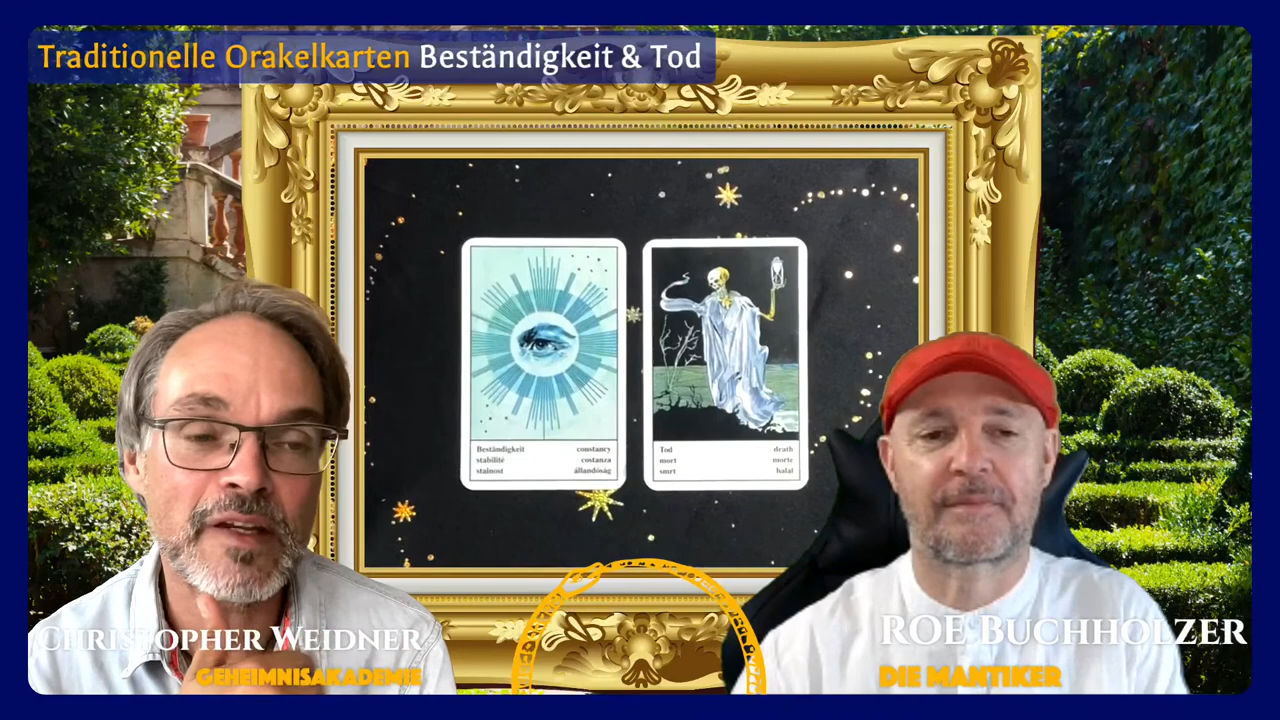 Traditionelle Orakelkarten Beständigkeit & Tod
Beständigkeit constancy
stabilité costanza
stalnost állandóság
Tod death
mort morte
smrt halal
CHRISTOPHER WEIDNER
GEHEIMNISAKADEMIE
ROE BUCHHOLZER
DIE MANTIKER